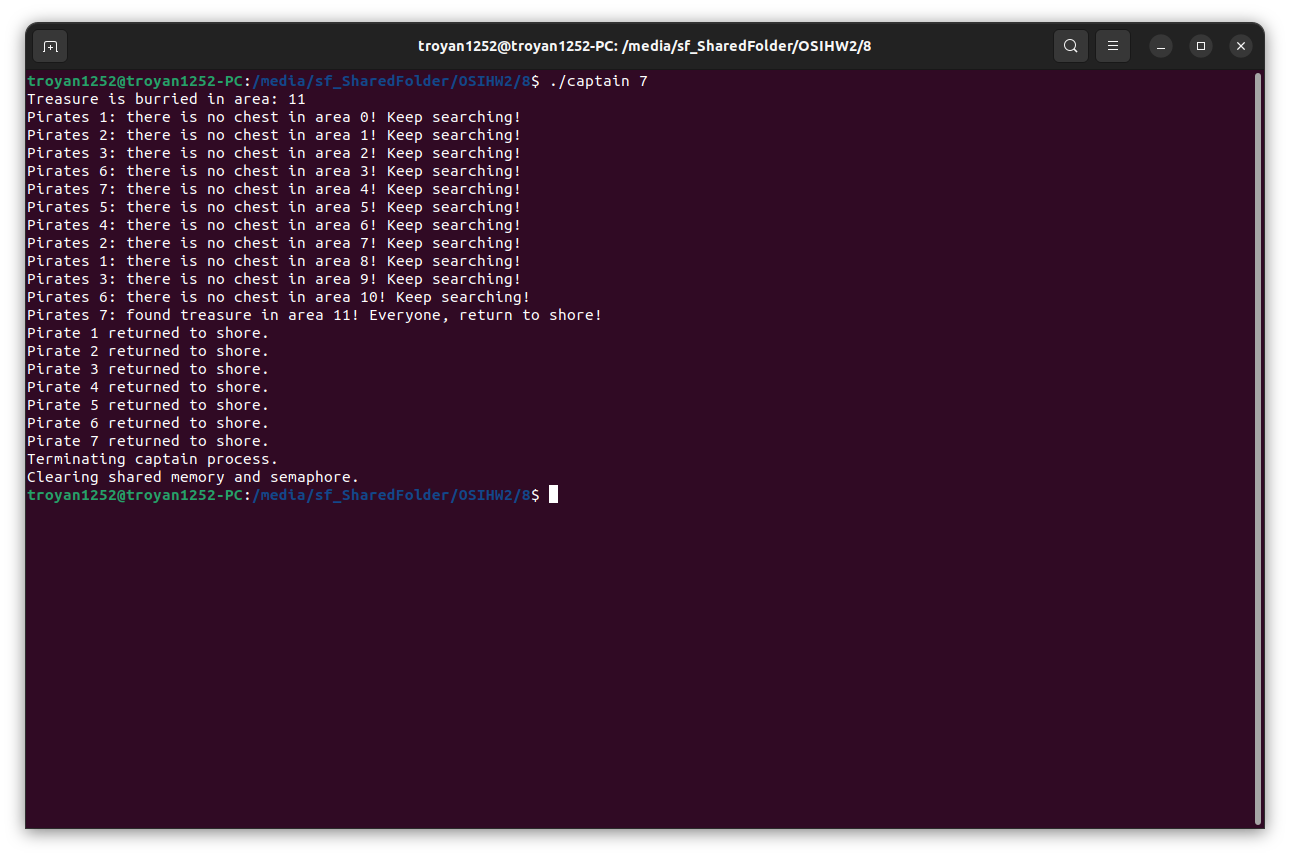 troyan1252@troyan1252-PC: /media/sf_SharedFolder/OSIHW2/8
troyan1252@troyan1252-PC:/media/sf_SharedFolder/OSIHW2/8$ ./captain 7
Treasure is burried in area: 11
Pirates 1: there is no chest in area 0! Keep searching!
Pirates 2: there is no chest in area 1! Keep searching!
Pirates 3: there is no chest in area 2! Keep searching!
Pirates 6: there is no chest in area 3! Keep searching!
Pirates 7: there is no chest in area 4! Keep searching!
Pirates 5: there is no chest in area 5! Keep searching!
Pirates 4: there is no chest in area 6! Keep searching!
Pirates 2: there is no chest in area 7! Keep searching!
Pirates 1: there is no chest in area 8! Keep searching!
Pirates 3: there is no chest in area 9! Keep searching!
Pirates 6: there is no chest in area 10! Keep searching!
Pirates 7: found treasure in area 11! Everyone, return to shore!
Pirate 1 returned to shore.
Pirate 2 returned to shore.
Pirate 3 returned to shore.
Pirate 4 returned to shore.
Pirate 5 returned to shore.
Pirate 6 returned to shore.
Pirate 7 returned to shore.
Terminating captain process.
Clearing shared memory and semaphore.
troyan1252@troyan1252-PC:/media/sf_SharedFolder/OSIHW2/8$